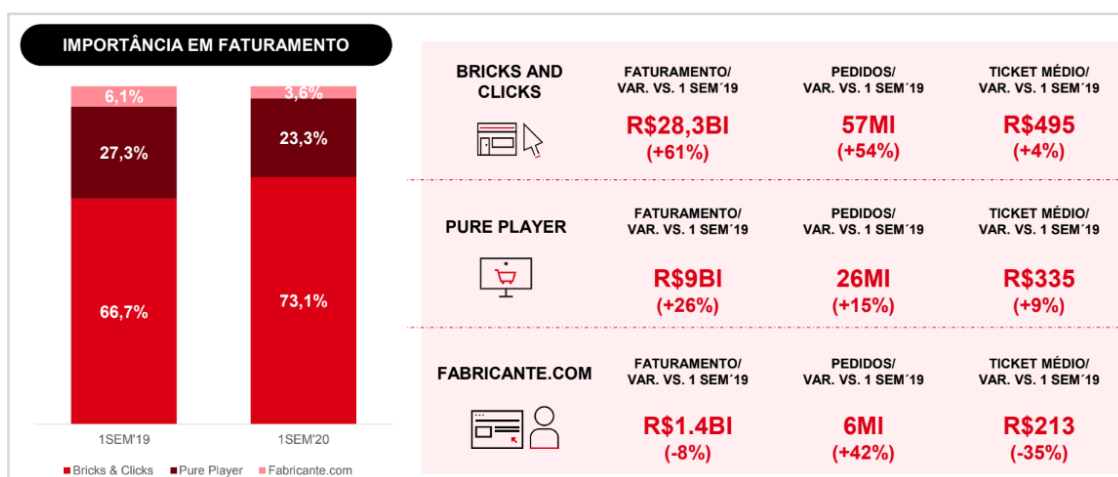 IMPORTÂNCIA EM FATURAMENTO
6,1%
27,3%
66,7%
3,6%
23,3%
73,1%
1SEM'19
1SEM'20
Bricks & Clicks
Pure Player
Fabricante.com
BRICKS AND
CLICKS
FATURAMENTO/
VAR. VS. 1 SEM´19
R$28,3BI
(+61%)
PEDIDOS/
VAR. VS. 1 SEM´19
57MI
(+54%)
TICKET MÉDIO/
VAR. VS. 1 SEM´19
R$495
(+4%)
PURE PLAYER
FATURAMENTO/
VAR. VS. 1 SEM´19
R$9BI
(+26%)
PEDIDOS/
VAR. VS. 1 SEM´19
26MI
(+15%)
TICKET MÉDIO/
VAR. VS. 1 SEM´19
R$335
(+9%)
FABRICANTE.COM
FATURAMENTO/
VAR. VS. 1 SEM´19
R$1.4BI
(-8%)
PEDIDOS/
VAR. VS. 1 SEM´19
6MI
(+42%)
TICKET MÉDIO/
VAR. VS. 1 SEM´19
R$213
(-35%)